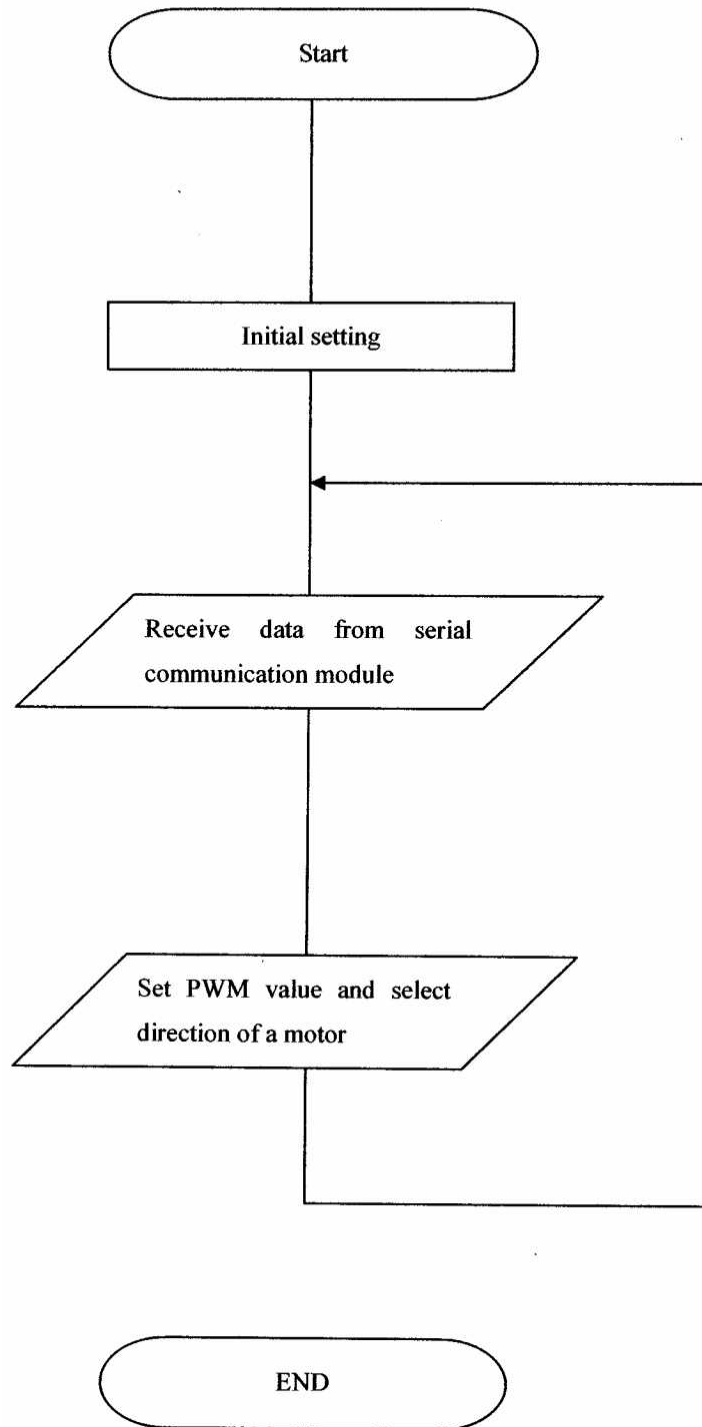 Start
Initial setting
Receive data from serial
communication module
Set PWM value and select
direction of a motor
END